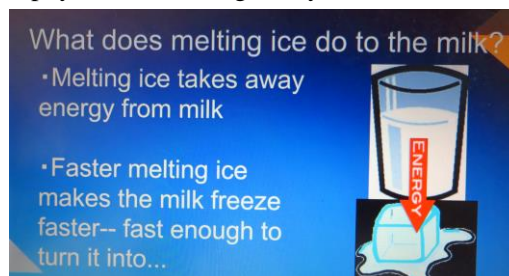 What does melting ice do to the milk?
·Melting ice takes away
energy from milk
·Faster melting ice
makes the milk freeze
faster-- fast enough to
turn it into...
ENERGY